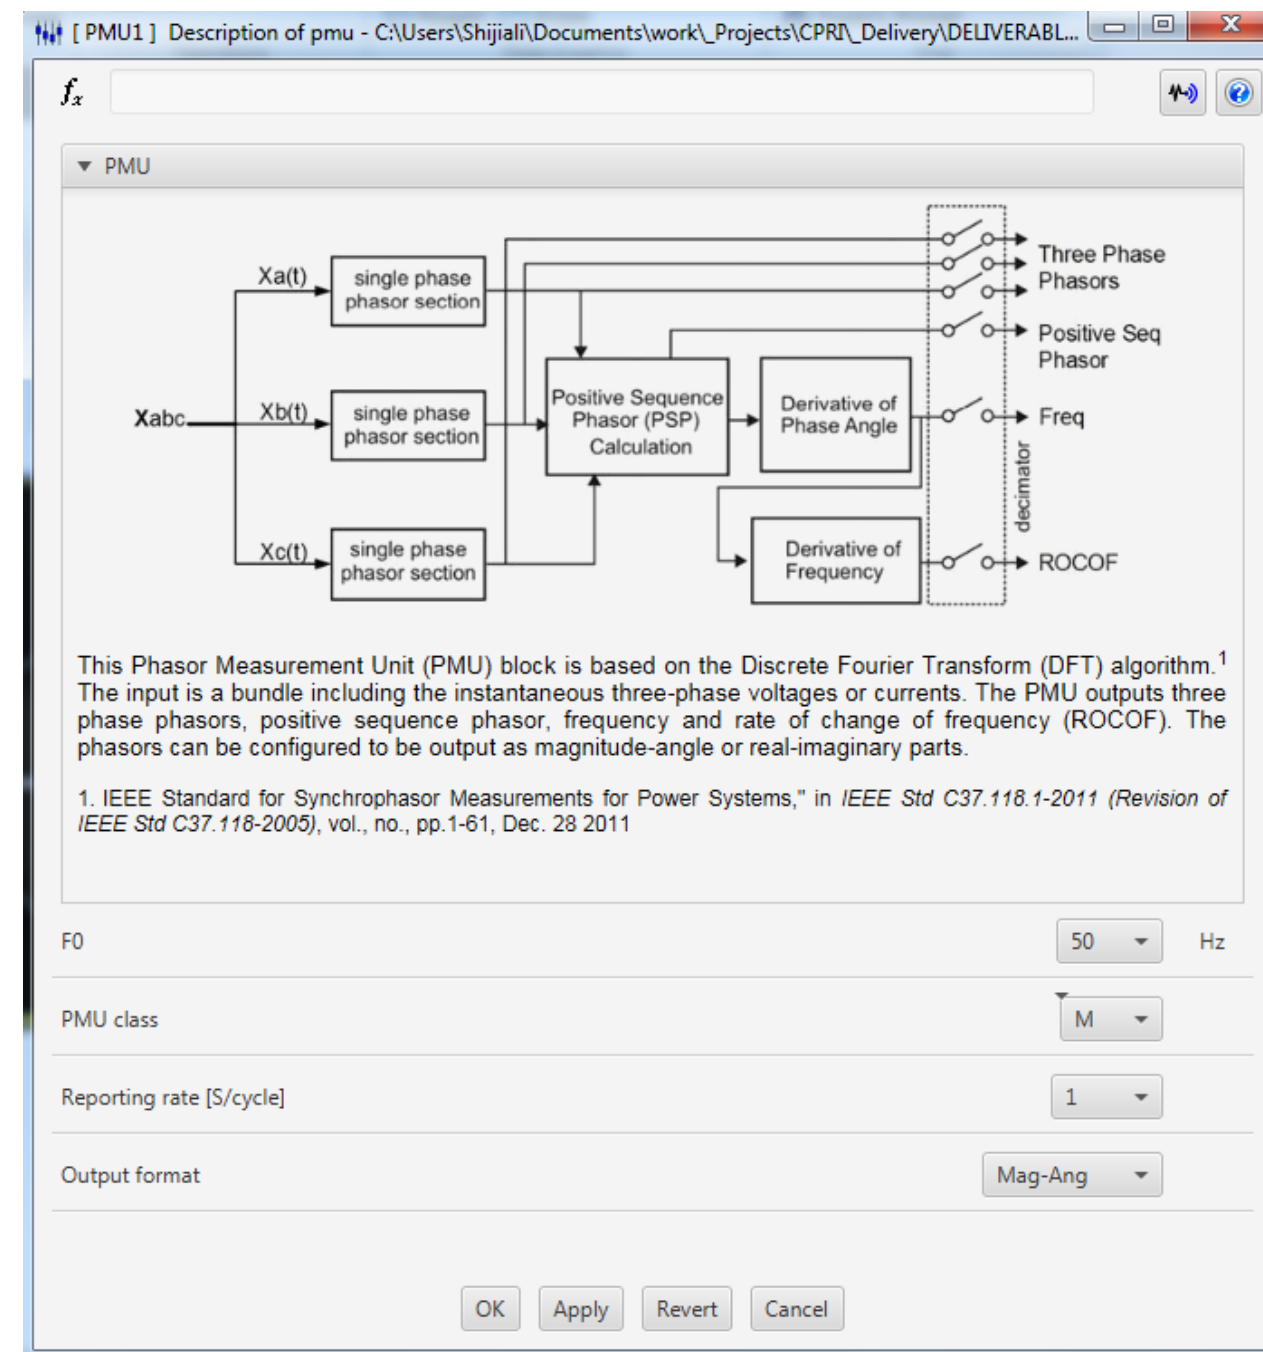 [ PMU1 ] Description of pmu - C:\Users\Shijiali\Documents\work\_Projects\CPRI\_Delivery\DELIVERABL...
fx
PMU
Xa(t)
single phase
phasor section
Three Phase
Phasors
Positive Seq
Phasor
Xabc
Xb(t)
single phase
phasor section
Positive Sequence
Phasor (PSP)
Calculation
Derivative of
Phase Angle
Freq
decimator
Xc(t)
single phase
phasor section
Derivative of
Frequency
ROCOF
This Phasor Measurement Unit (PMU) block is based on the Discrete Fourier Transform (DFT) algorithm.1
The input is a bundle including the instantaneous three-phase voltages or currents. The PMU outputs three
phase phasors, positive sequence phasor, frequency and rate of change of frequency (ROCOF). The
phasors can be configured to be output as magnitude-angle or real-imaginary parts.
1. IEEE Standard for Synchrophasor Measurements for Power Systems," in IEEE Std C37.118.1-2011 (Revision of
IEEE Std C37.118-2005), vol., no., pp.1-61, Dec. 28 2011
F0 50 Hz
PMU class M
Reporting rate [S/cycle] 1
Output format Mag-Ang
OK Apply Revert Cancel